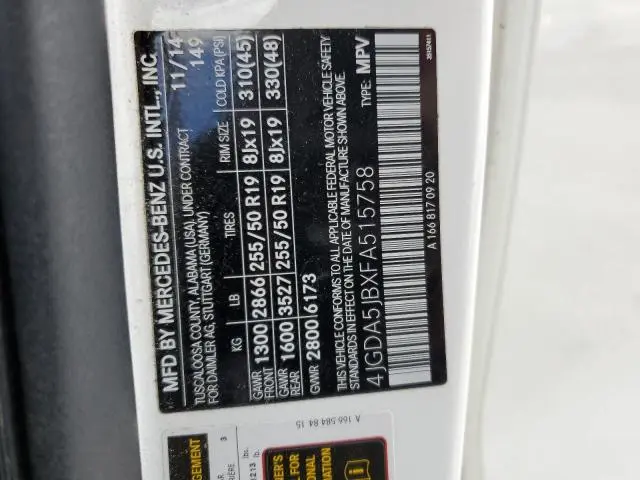 MFD BY MERCEDES-BENZ U.S. INTL., INC.
TUSCALOOSA COUNTY, ALABAMA (USA). UNDER CONTRACT 11/14
FOR DAIMLER AG, STUTTGART (GERMANY) 149
KG LB TIRES RIM SIZE COLD KPA (PSI)
GAWR FRONT 1300 2866 255/50 R19 8Jx19 310(45)
GAWR REAR 1600 3527 255/50 R19 8Jx19 330(48)
GVWR 2800 6173
THIS VEHICLE CONFORMS TO ALL APPLICABLE FEDERAL MOTOR VEHICLE SAFETY
STANDARDS IN EFFECT ON THE DATE OF MANUFACTURE SHOWN ABOVE.
4JGDA5JBXFA515758 TYPE: MPV
A 166 817 09 20
A 166 584 84 15
3
lbs.
lb.